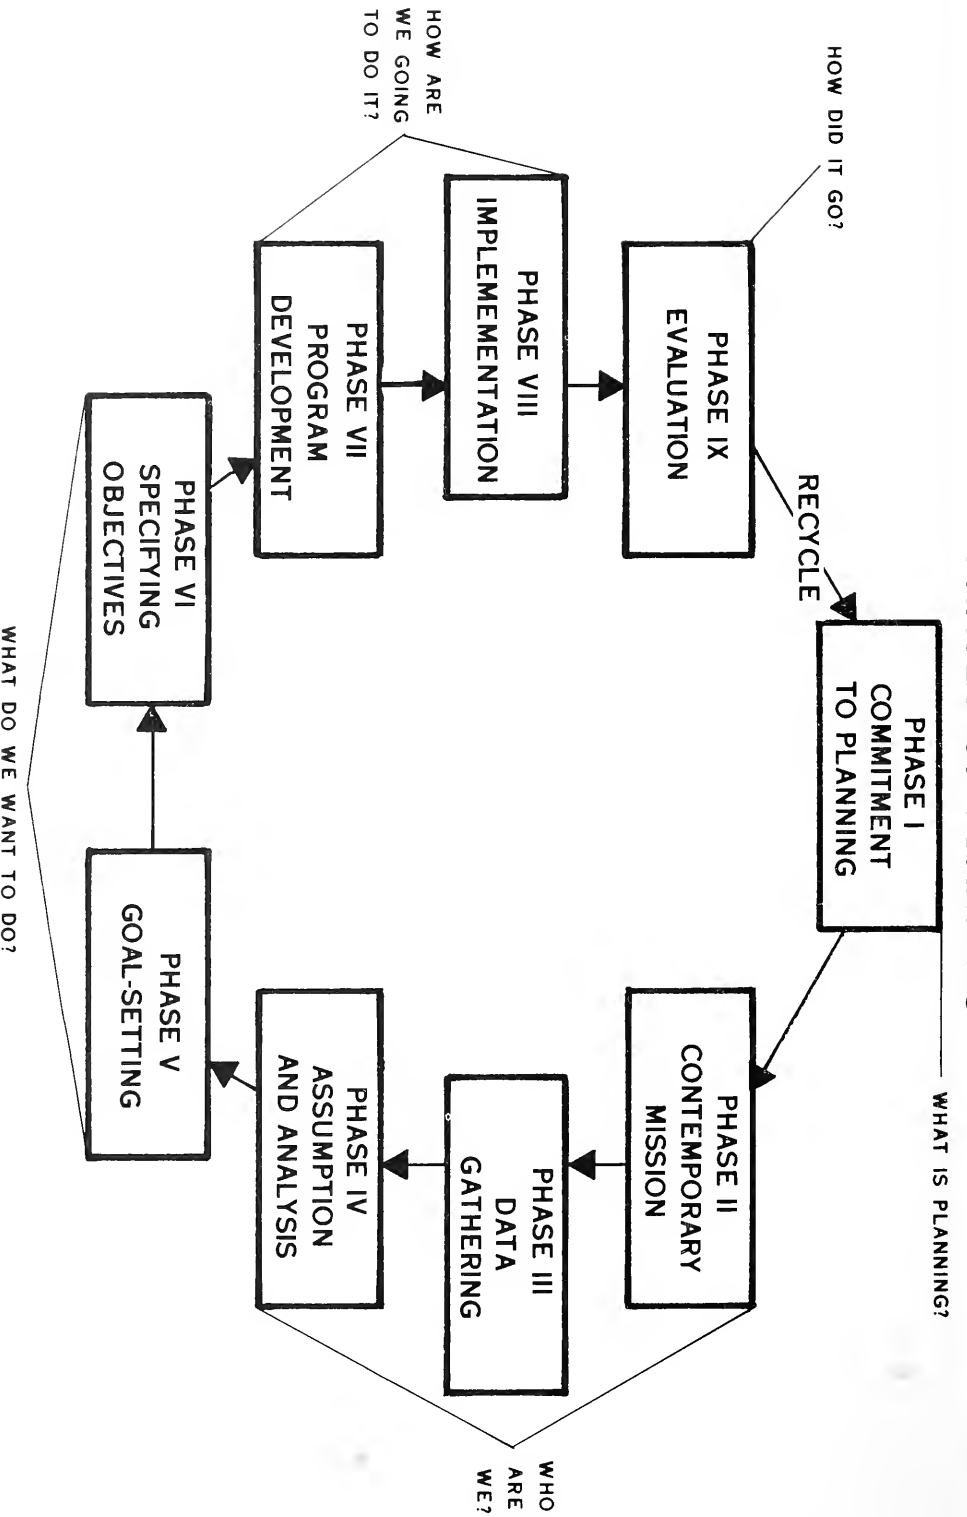 PHASE I
COMMITMENT
TO PLANNING
WHAT IS PLANNING?
PHASE II
CONTEMPORARY
MISSION
PHASE III
DATA
GATHERING
PHASE IV
ASSUMPTION
AND ANALYSIS
WHO
ARE
WE?
PHASE V
GOAL-SETTING
PHASE VI
SPECIFYING
OBJECTIVES
WHAT DO WE WANT TO DO?
PHASE VII
PROGRAM
DEVELOPMENT
PHASE VIII
IMPLEMEMENTATION
HOW ARE
WE GOING
TO DO IT?
PHASE IX
EVALUATION
HOW DID IT GO?
RECYCLE